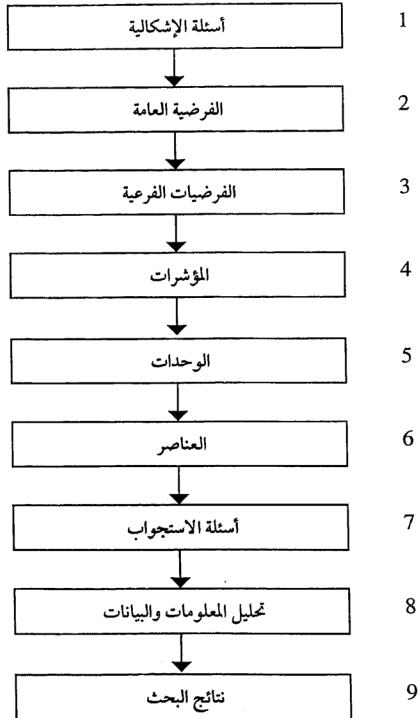 أسئلة الإشكالية 1
الفرضية العامة 2
الفرضيات الفرعية 3
المؤشرات 4
الوحدات 5
العناصر 6
أسئلة الاستجواب 7
تحليل المعلومات والبيانات 8
نتائج البحث 9